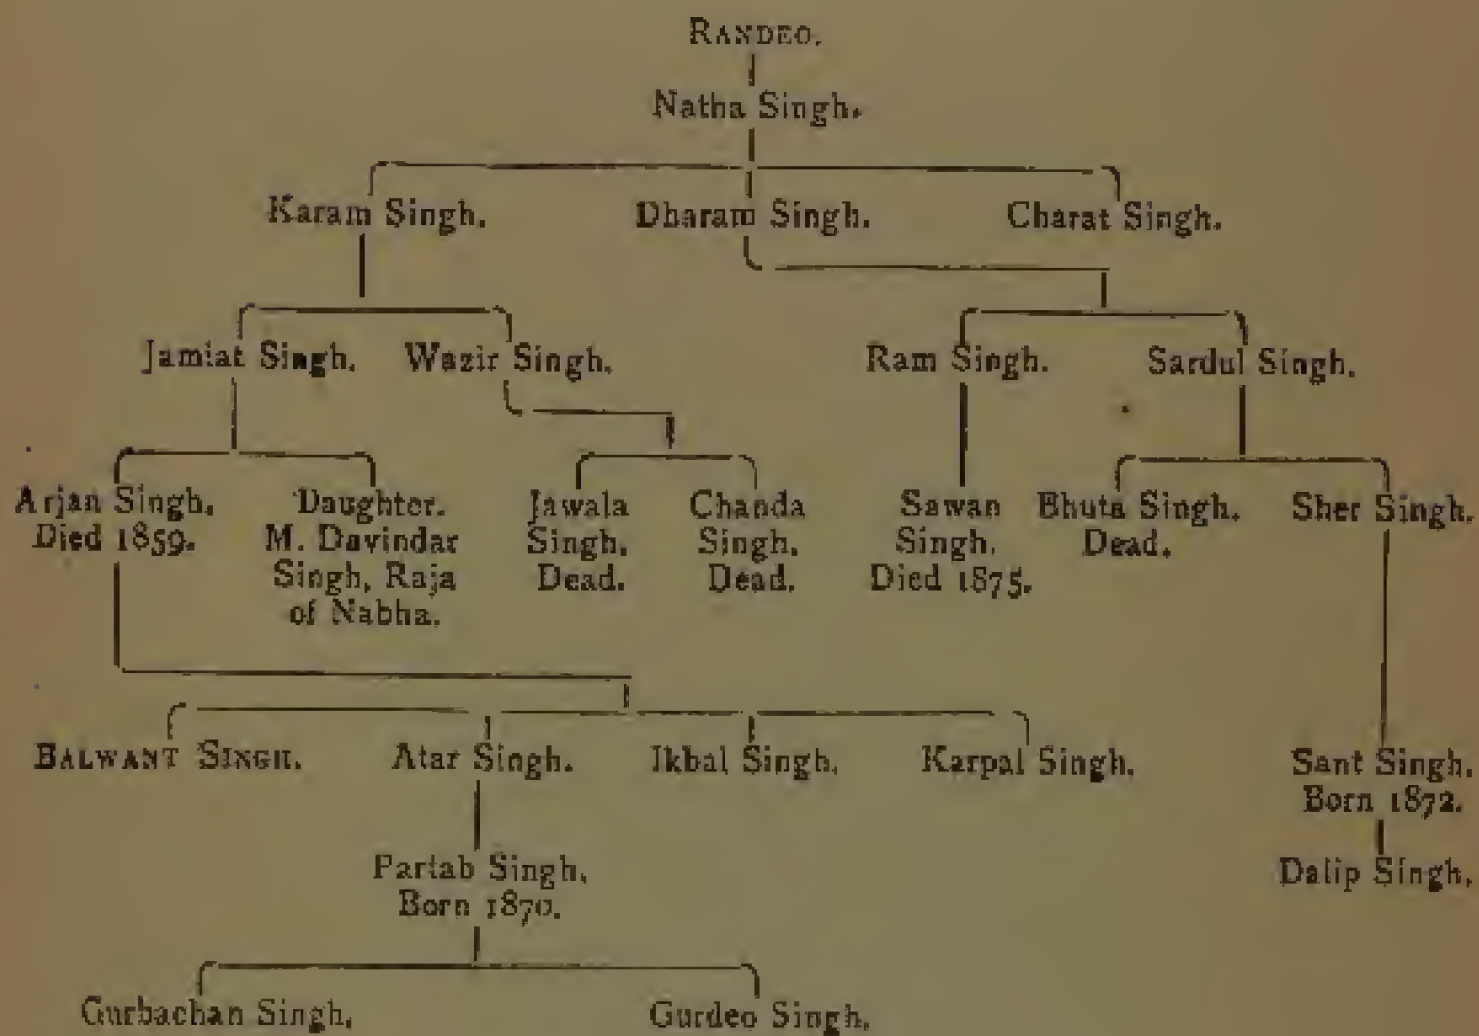 RANDEO.
Natha Singh.
Karam Singh. Dharam Singh. Charat Singh.
Jamiat Singh. Wazir Singh. Ram Singh. Sardul Singh.
Arjan Singh. Died 1859.
Daughter. M. Davindar Singh, Raja of Nabha.
Jawala Singh. Dead.
Chanda Singh. Dead.
Sawan Singh. Died 1875.
Bhuta Singh. Dead.
Sher Singh.
BALWANT SINGH. Atar Singh. Ikbal Singh. Karpal Singh.
Sant Singh. Born 1872.
Partab Singh. Born 1870.
Dalip Singh.
Gurbachan Singh. Gurdeo Singh.